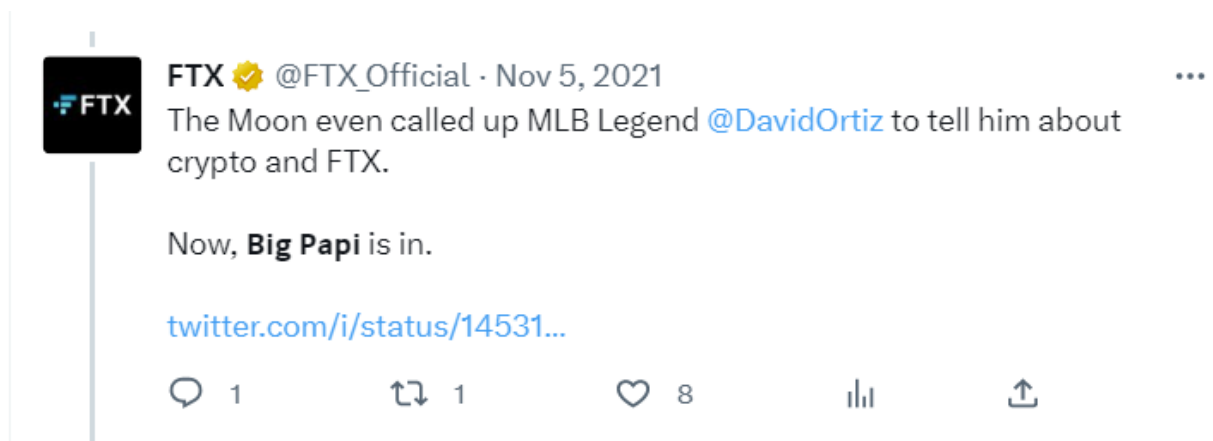 FTX @FTX_Official · Nov 5, 2021
FTX
The Moon even called up MLB Legend @DavidOrtiz to tell him about
crypto and FTX.
Now, Big Papi is in.
twitter.com/i/status/14531...
1 1 8